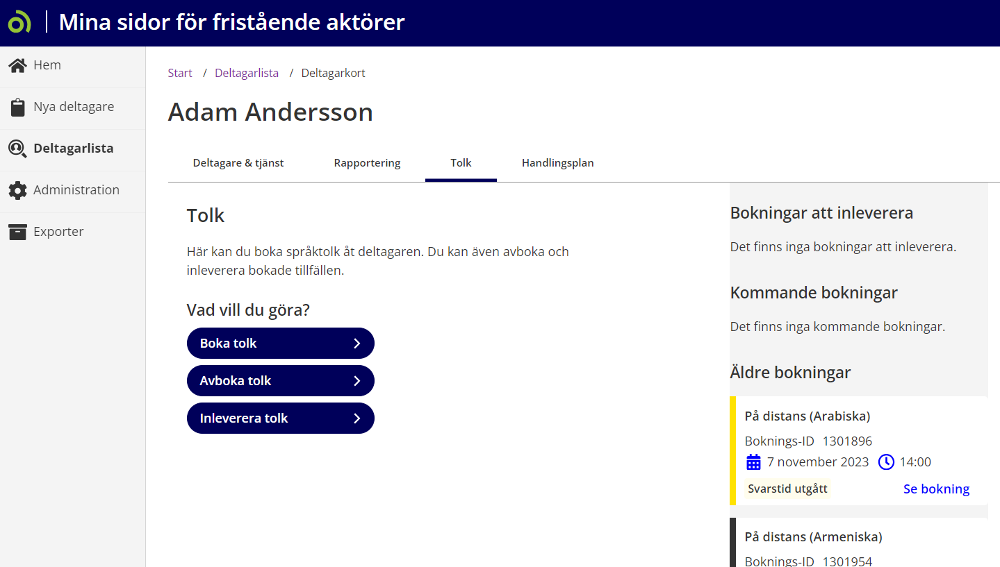 Mina sidor för fristående aktörer
Hem
Nya deltagare
Deltagarlista
Administration
Exporter
Start / Deltagarlista / Deltagarkort
Adam Andersson
Deltagare & tjänst Rapportering Tolk Handlingsplan
Tolk
Här kan du boka språktolk åt deltagaren. Du kan även avboka och
inleverera bokade tillfällen.
Vad vill du göra?
Boka tolk
Avboka tolk
Inleverera tolk
Bokningar att inleverera
Det finns inga bokningar att inleverera.
Kommande bokningar
Det finns inga kommande bokningar.
Äldre bokningar
På distans (Arabiska)
Boknings-ID 1301896
7 november 2023 14:00
Svarstid utgått Se bokning
På distans (Armeniska)
Boknings-ID 1301954